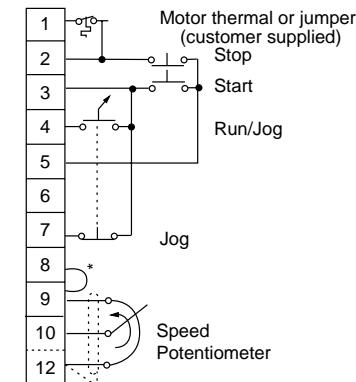 1
Motor thermal or jumper
(customer supplied)
2
Stop
3
Start
4
Run/Jog
5
6
7
Jog
8
*
9
10
Speed
Potentiometer
12